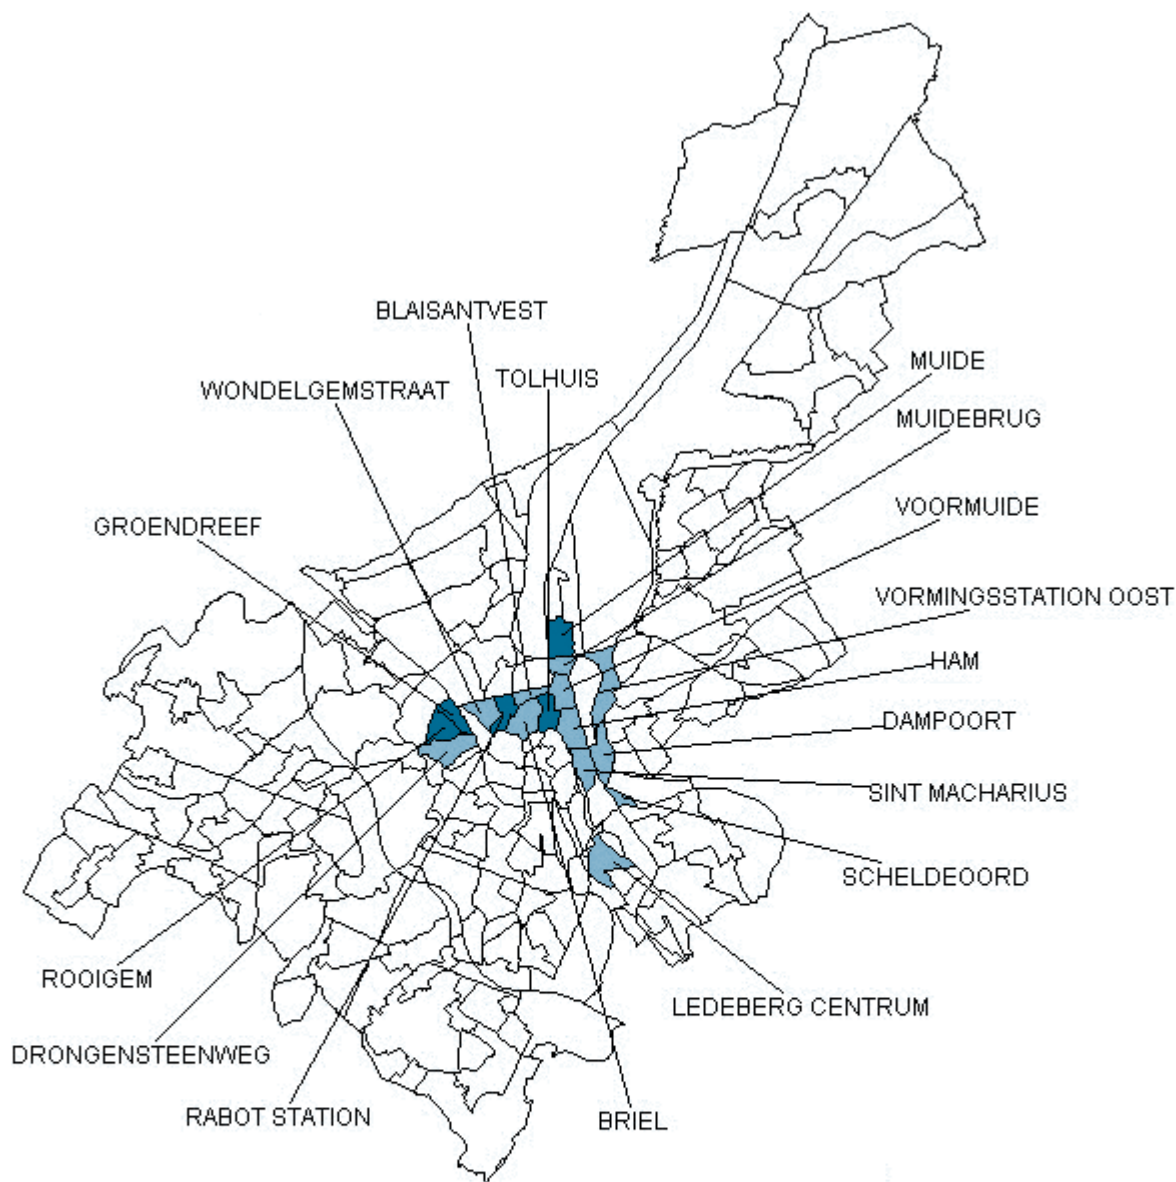 BLAISANTVEST
MUIDE
TOLHUIS
WONDELGEMSTRAAT
MUIDEBRUG
VOORMUIDE
GROENDREEF
VORMINGSSTATION OOST
HAM
DAMPOORT
SINT MACHARIUS
SCHELDEOORD
ROOIGEM
LEDEBERG CENTRUM
DRONGENSTEENWEG
RABOT STATION
BRIEL